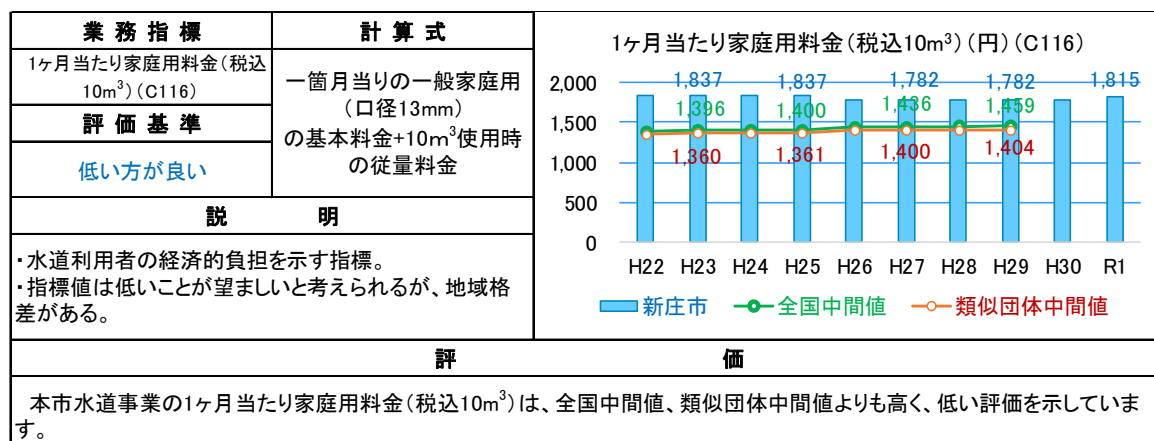 業 務 指 標
計 算 式
1ヶ月当たり家庭用料金(税込
10m³)(C116)
評 価 基 準
低い方が良い
一箇月当りの一般家庭用
(口径13mm)
の基本料金+10m³使用時
の従量料金
説 明
・水道利用者の経済的負担を示す指標。
・指標値は低いことが望ましいと考えられるが、地域格
差がある。
1ヶ月当たり家庭用料金(税込10m³)(円)(C116)
2,000
1,500
1,000
500
0
1,837 1,837 1,782 1,782 1,815
1,396 1,400 1,436 1,459
1,360 1,361 1,400 1,404
H22 H23 H24 H25 H26 H27 H28 H29 H30 R1
新庄市 全国中間値 類似団体中間値
評 価
本市水道事業の1ヶ月当たり家庭用料金(税込10m³)は、全国中間値、類似団体中間値よりも高く、低い評価を示していま
す。